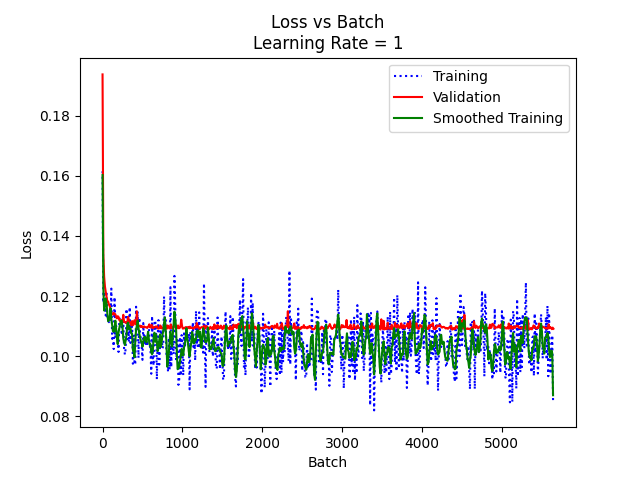 Loss vs Batch
Learning Rate = 1
Training
Validation
Smoothed Training
0.18
0.16
0.14
0.12
0.10
0.08
Loss
0
1000
2000
3000
4000
5000
Batch